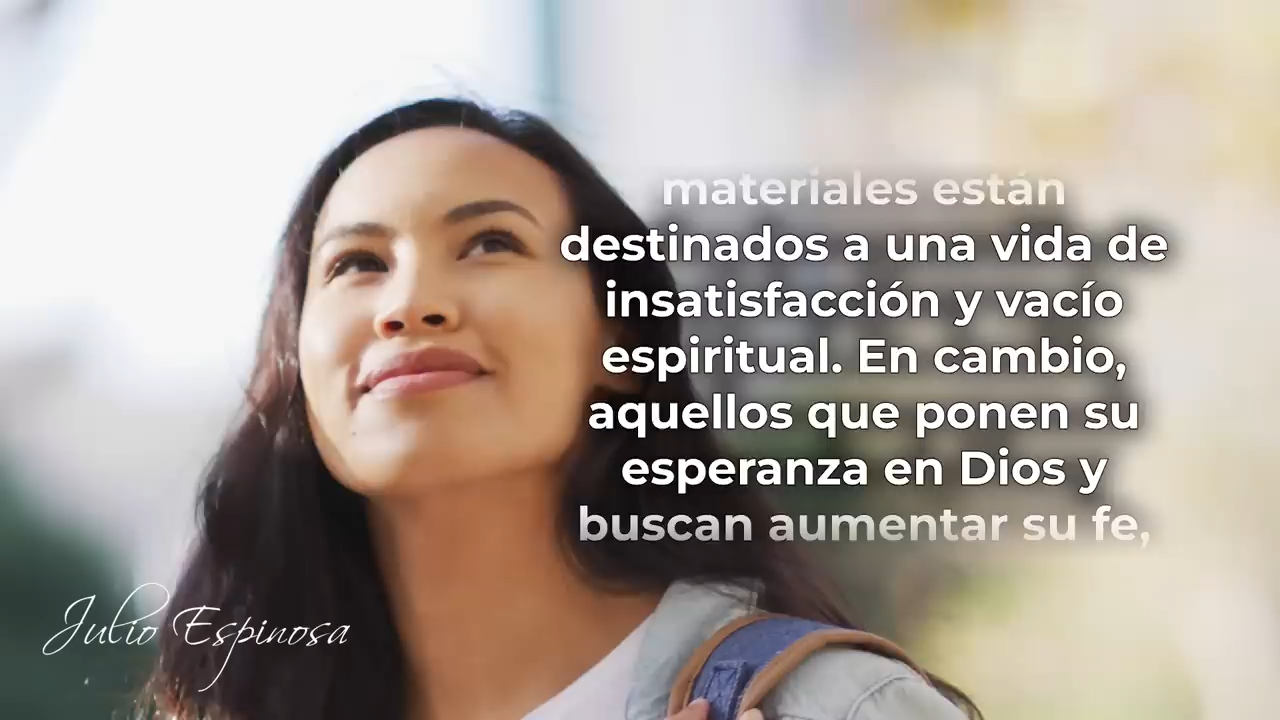 materiales están
destinados a una vida de
insatisfacción y vacío
espiritual. En cambio,
aquellos que ponen su
esperanza en Dios y
buscan aumentar su fe,
Julio Espinosa